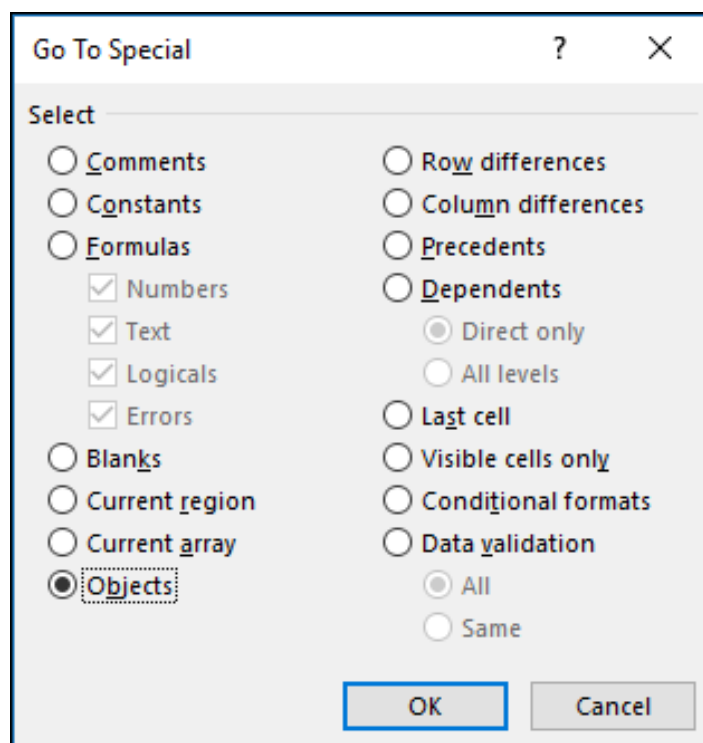 Go To Special
?
Select
Comments
Constants
Formulas
Numbers
Text
Logicals
Errors
Blanks
Current region
Current array
Objects
Row differences
Column differences
Precedents
Dependents
Direct only
All levels
Last cell
Visible cells only
Conditional formats
Data validation
All
Same
OK
Cancel